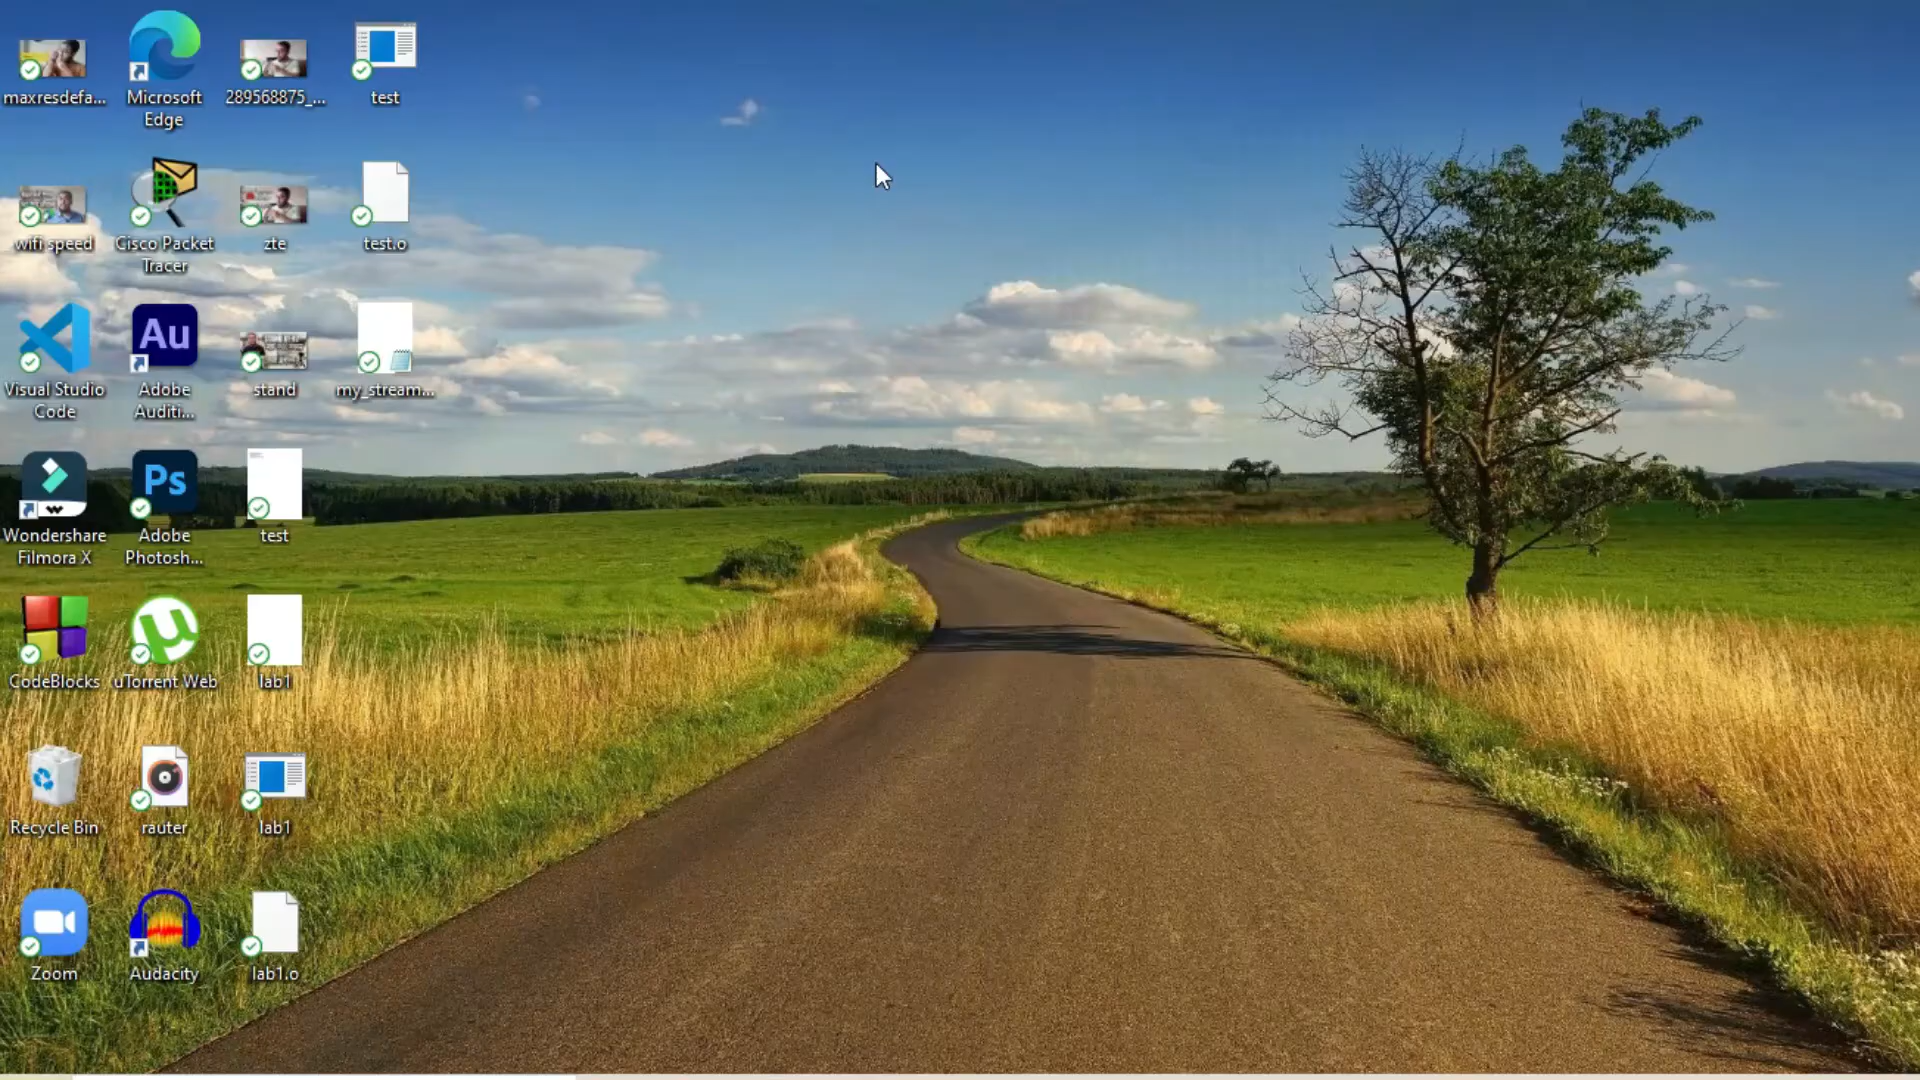 maxresdefa...
Microsoft
Edge
289568875_...
test
wifi speed
Cisco Packet
Tracer
zte
test.o
Visual Studio
Code
Au
Adobe
Auditi...
stand
my_stream...
Wondershare
Filmora X
Ps
Adobe
Photosh...
test
CodeBlocks
uTorrent Web
lab1
Recycle Bin
rauter
lab1
Zoom
Audacity
lab1.o